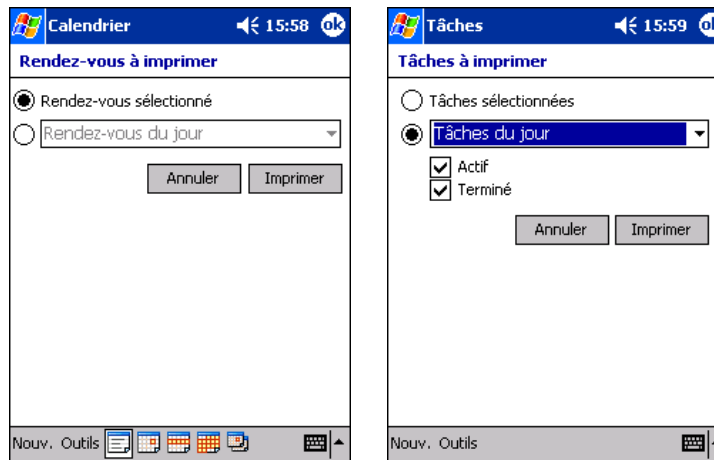 Calendrier 15:58 ok
Rendez-vous à imprimer
Rendez-vous sélectionné
Rendez-vous du jour
Annuler Imprimer
Nouv. Outils
Tâches 15:59 ok
Tâches à imprimer
Tâches sélectionnées
Tâches du jour
Actif
Terminé
Annuler Imprimer
Nouv. Outils